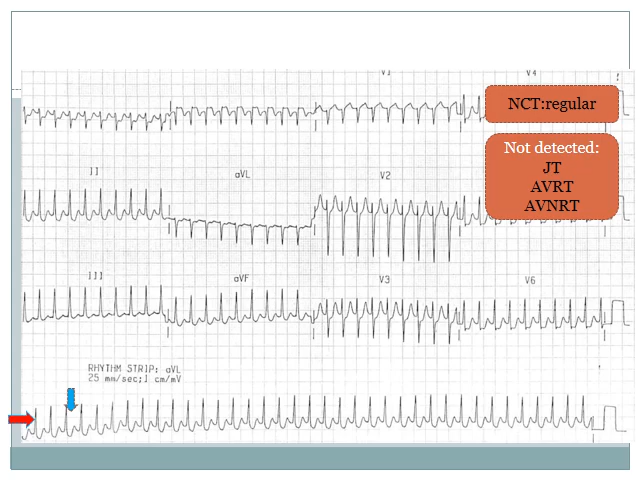 V1
V4
NCT:regular
Not detected:
JT
AVRT
AVNRT
II
aVL
V2
III
aVF
V3
V6
RHYTHM STRIP: aVL
25 mm/sec;1 cm/mV